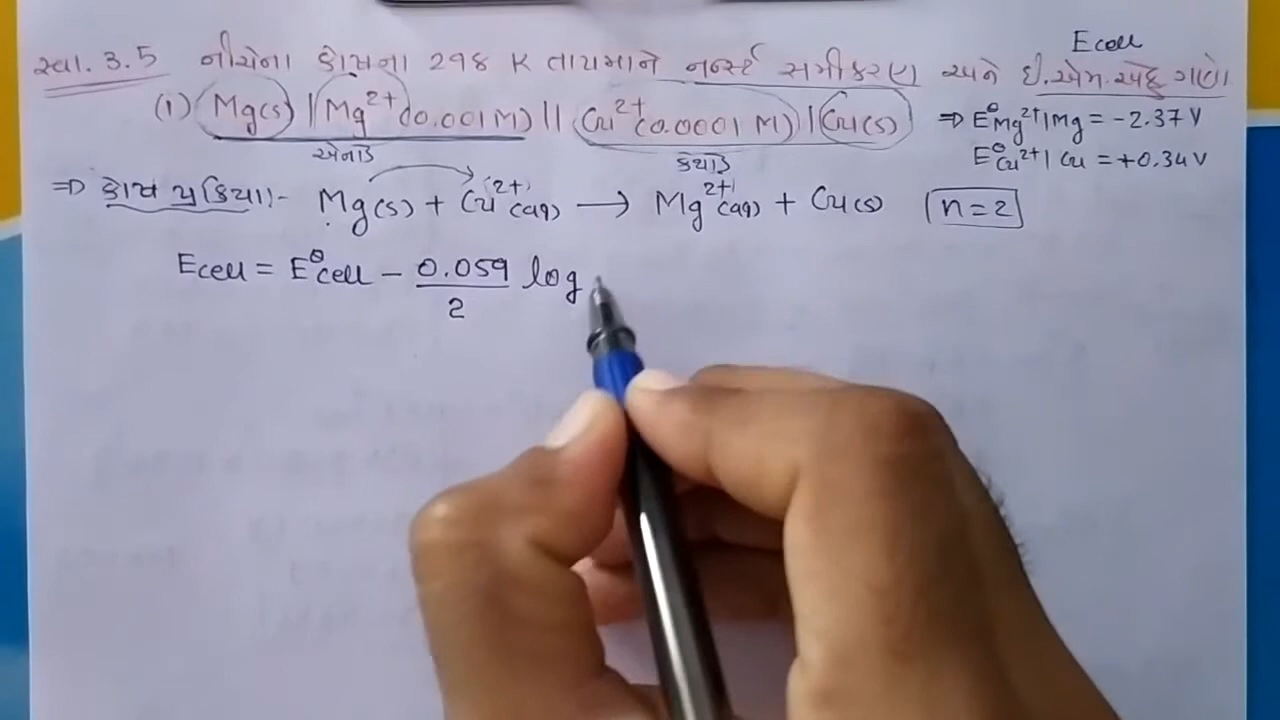 સ્વા. 3.5 નીચેના કોષના 298 K તાપમાને નર્ન્સ્ટ સમીકરણ અને ઈ.એમ.એફ ગણો
Ecell
(i) Mg(s) | Mg²⁺(0.001 M) || Cu²⁺(0.0001 M) | Cu(s)
⇒ E⊖Mg²⁺|Mg = -2.37 V
E⊖Cu²⁺|Cu = +0.34 V
એનોડ
કેથોડ
⇒ કોષ પ્રક્રિયા :- Mg(s) + Cu²⁺(aq) → Mg²⁺(aq) + Cu(s) n=2
Ecell = E⊖cell - 0.059/2 log